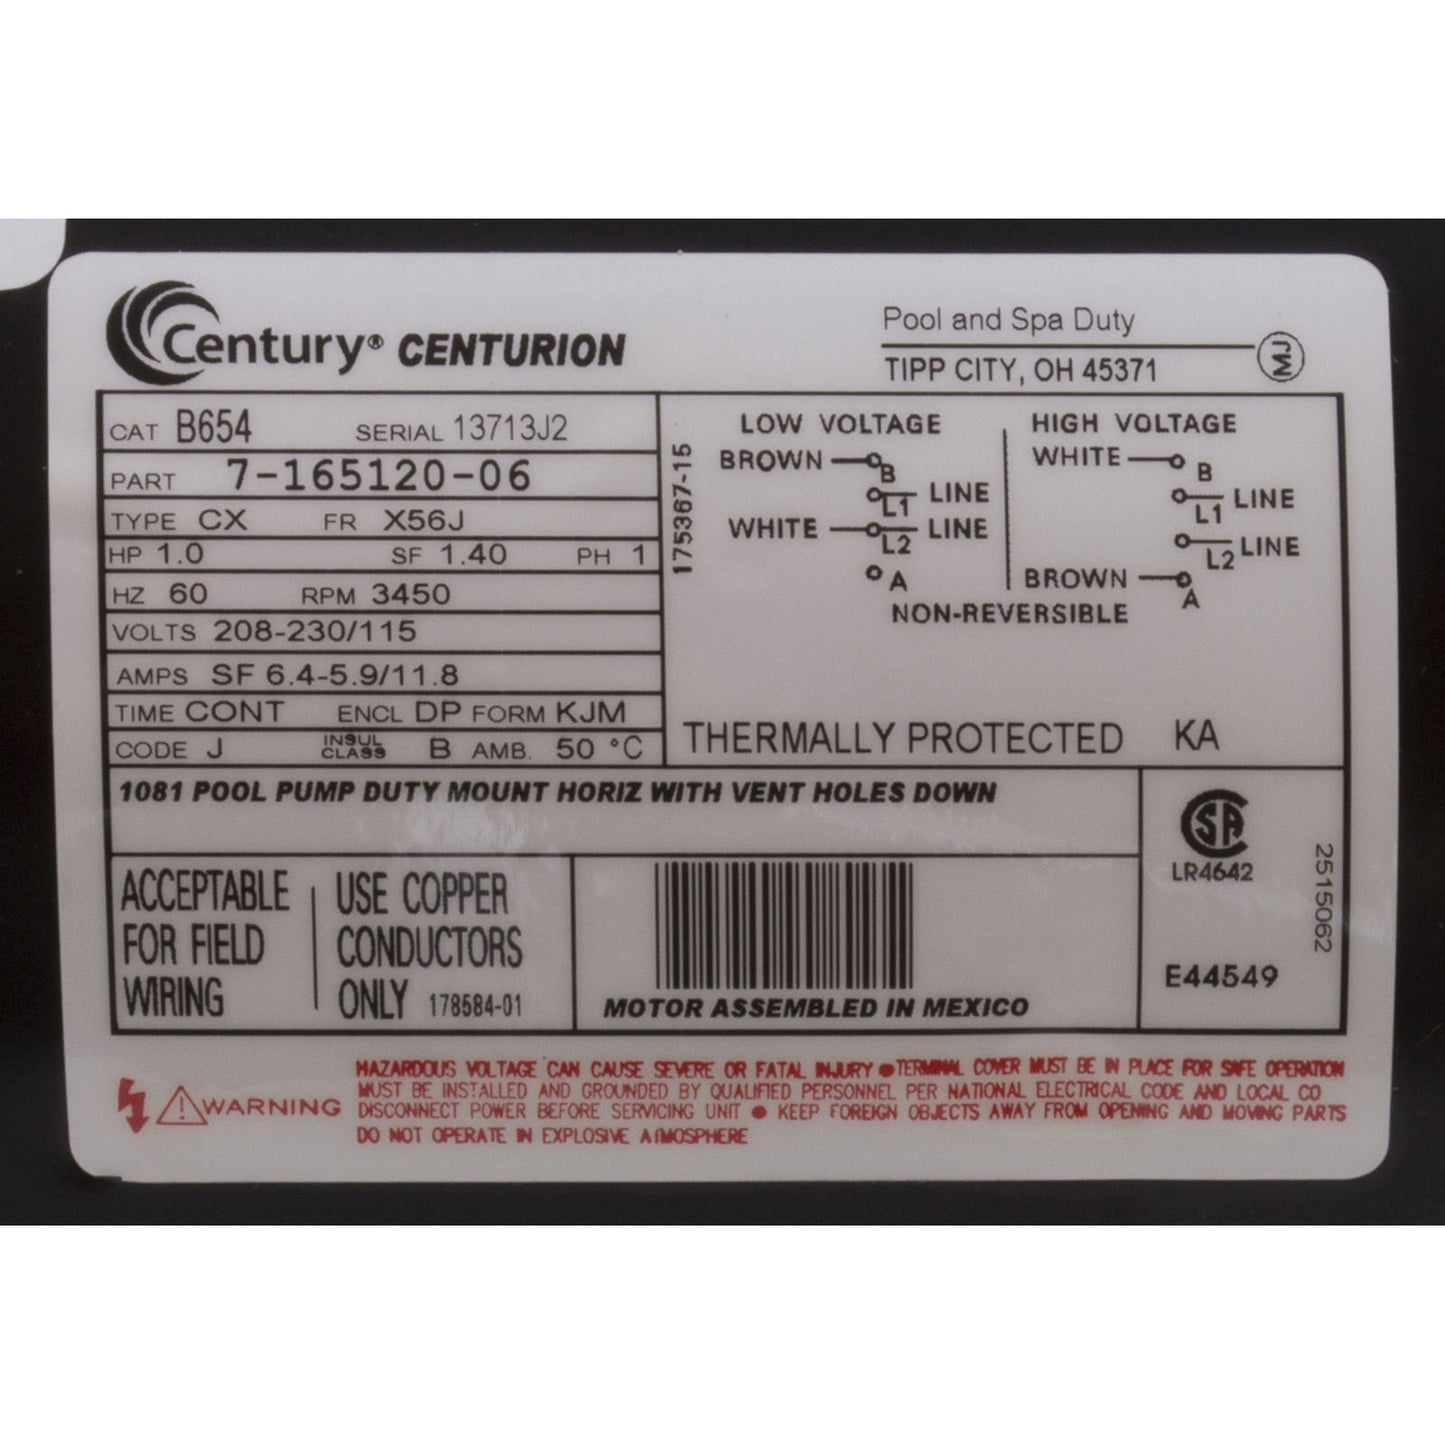 Century® CENTURION
Pool and Spa Duty
TIPP CITY, OH 45371
MJ
CAT B654 SERIAL 13713J2
PART 7-165120-06
TYPE CX FR X56J
HP 1.0 SF 1.40 PH 1
HZ 60 RPM 3450
VOLTS 208-230/115
AMPS SF 6.4-5.9/11.8
TIME CONT ENCL DP FORM KJM
CODE J INSUL CLASS B AMB. 50 °C
175367-15
LOW VOLTAGE
BROWN B
L1 LINE
WHITE L2 LINE
A
HIGH VOLTAGE
WHITE B
L1 LINE
L2 LINE
BROWN A
NON-REVERSIBLE
THERMALLY PROTECTED KA
1081 POOL PUMP DUTY MOUNT HORIZ WITH VENT HOLES DOWN
ACCEPTABLE
FOR FIELD
WIRING
USE COPPER
CONDUCTORS
ONLY 178584-01
MOTOR ASSEMBLED IN MEXICO
SA
LR4642
E44549
2515062
WARNING
HAZARDOUS VOLTAGE CAN CAUSE SEVERE OR FATAL INJURY ● TERMINAL COVER MUST BE IN PLACE FOR SAFE OPERATION
MUST BE INSTALLED AND GROUNDED BY QUALIFIED PERSONNEL PER NATIONAL ELECTRICAL CODE AND LOCAL CO
DISCONNECT POWER BEFORE SERVICING UNIT ● KEEP FOREIGN OBJECTS AWAY FROM OPENING AND MOVING PARTS
DO NOT OPERATE IN EXPLOSIVE ATMOSPHERE